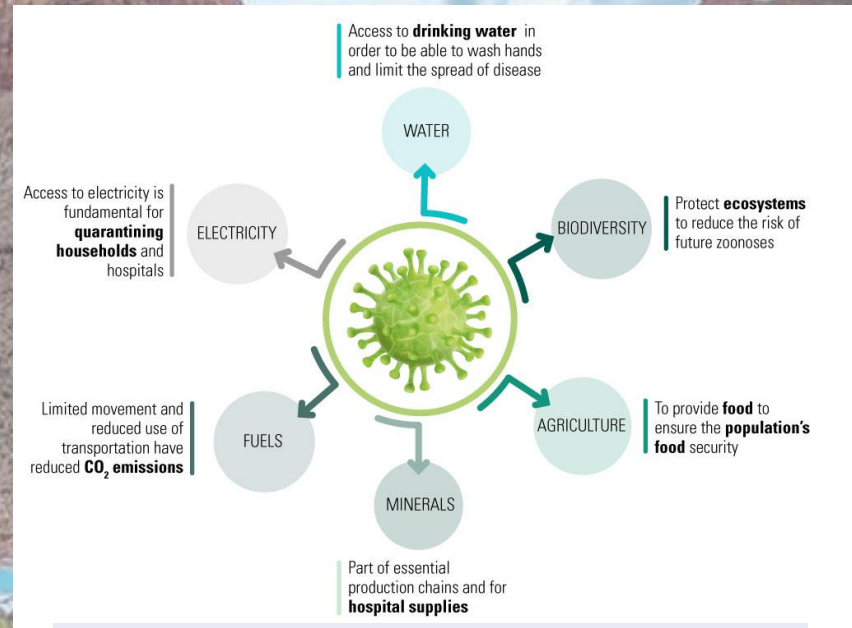 Access to drinking water in
order to be able to wash hands
and limit the spread of disease
WATER
Access to electricity is
fundamental for
quarantining
households and
hospitals
ELECTRICITY
BIODIVERSITY
Protect ecosystems
to reduce the risk of
future zoonoses
Limited movement and
reduced use of
transportation have
reduced CO₂ emissions
FUELS
AGRICULTURE
To provide food to
ensure the population's
food security
MINERALS
Part of essential
production chains and for
hospital supplies